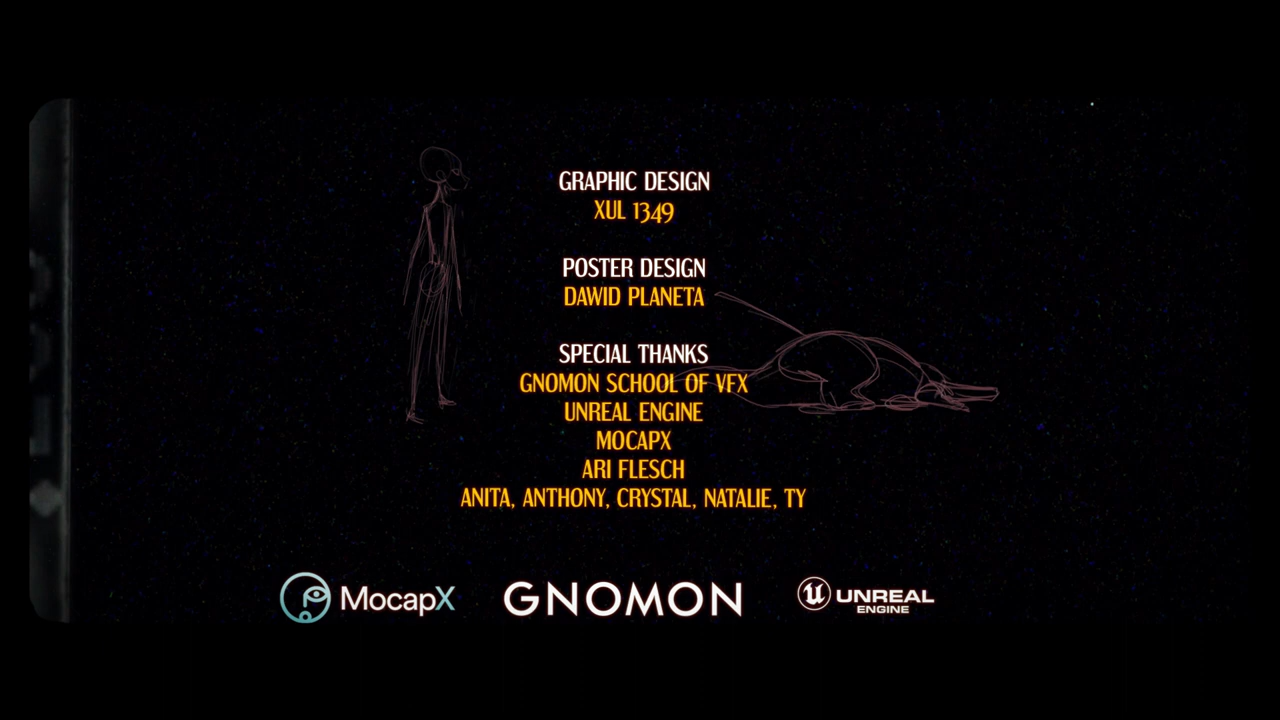 GRAPHIC DESIGN
XUL 1349
POSTER DESIGN
DAWID PLANETA
SPECIAL THANKS
GNOMON SCHOOL OF VFX
UNREAL ENGINE
MOCAPX
ARI FLESCH
ANITA, ANTHONY, CRYSTAL, NATALIE, TY
MocapX
GNOMON
UNREAL
ENGINE